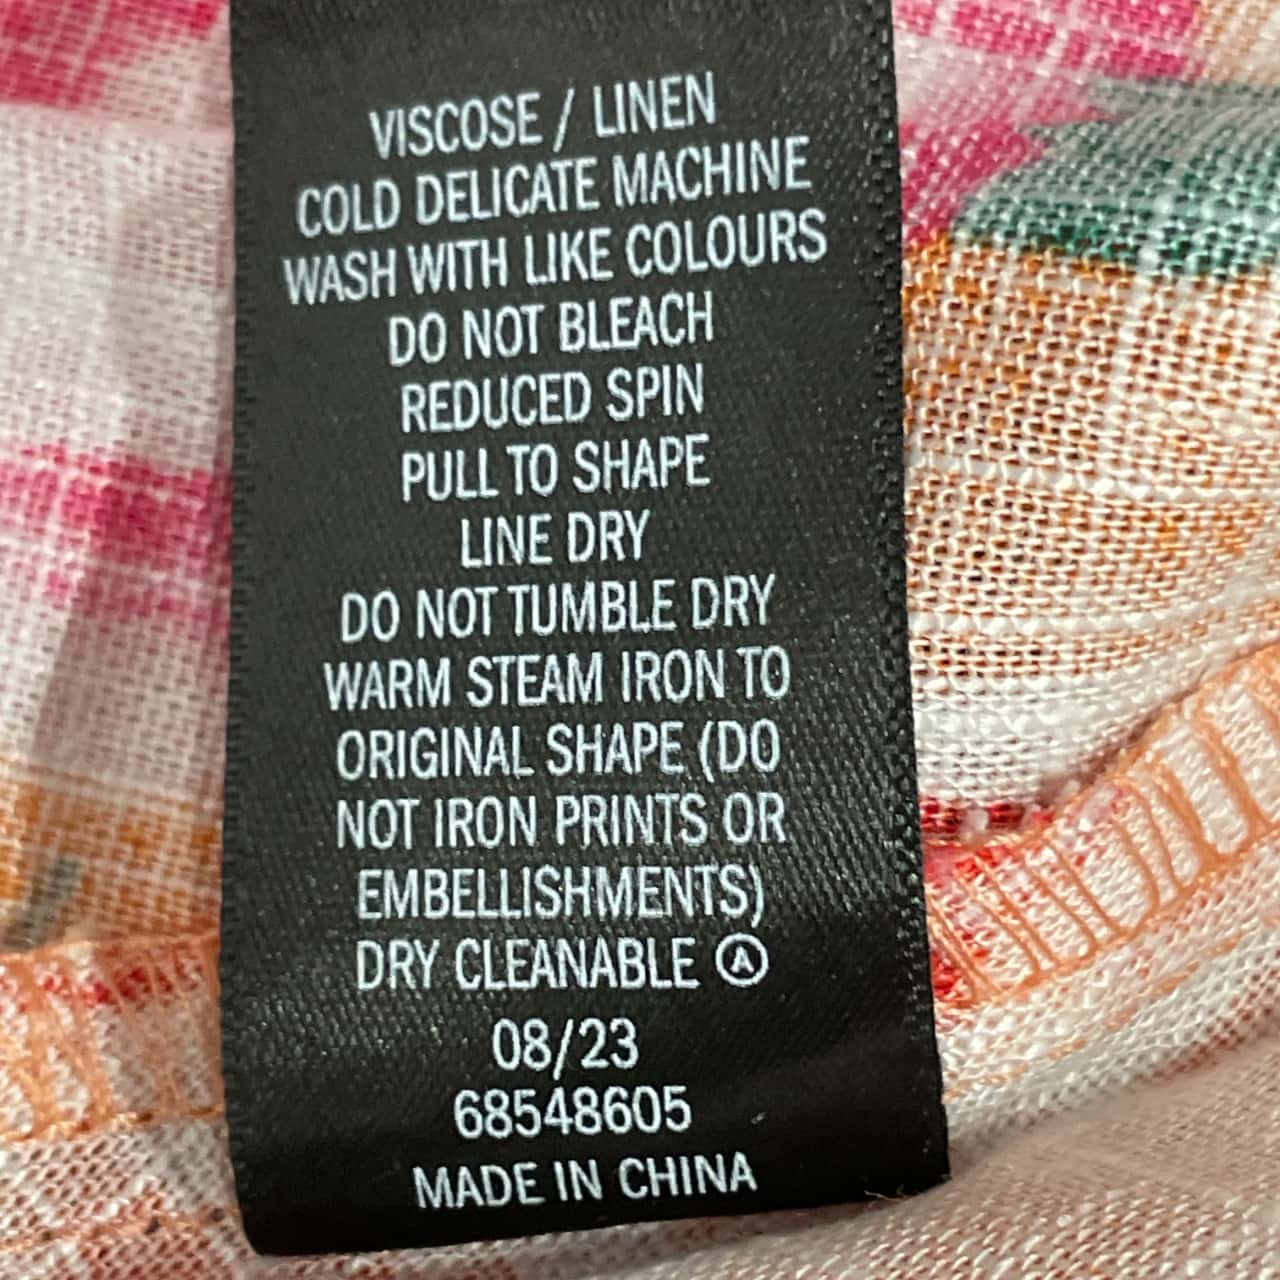 VISCOSE / LINEN
COLD DELICATE MACHINE
WASH WITH LIKE COLOURS
DO NOT BLEACH
REDUCED SPIN
PULL TO SHAPE
LINE DRY
DO NOT TUMBLE DRY
WARM STEAM IRON TO
ORIGINAL SHAPE (DO
NOT IRON PRINTS OR
EMBELLISHMENTS)
DRY CLEANABLE Ⓐ
08/23
68548605
MADE IN CHINA